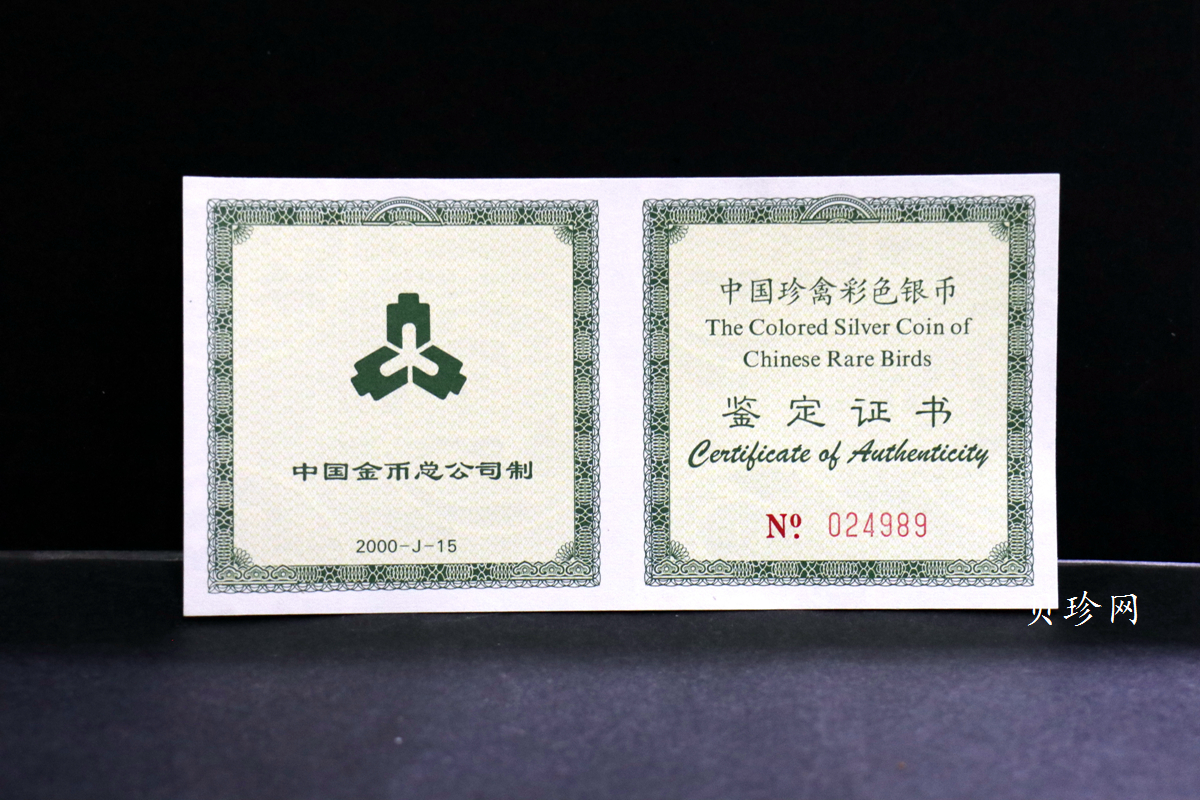 中国金币总公司制
2000-J-15
中国珍禽彩色银币
The Colored Silver Coin of
Chinese Rare Birds
鉴定证书
Certificate of Authenticity
Nº. 024989
贝珍网